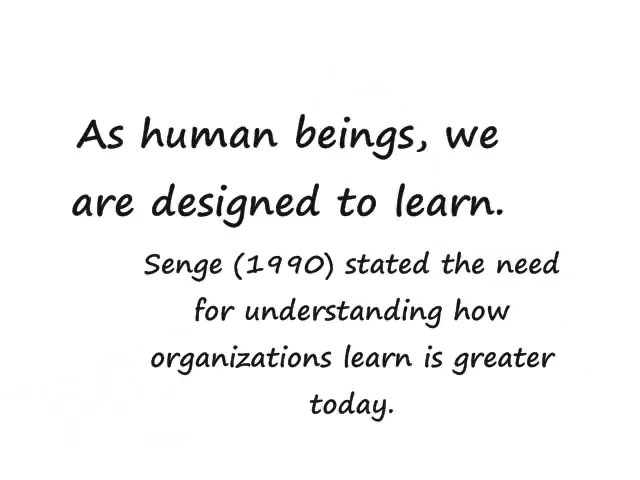 As human beings, we
are designed to learn.
Senge (1990) stated the need
for understanding how
organizations learn is greater
today.